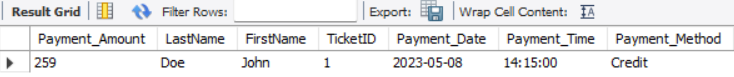 Result Grid Filter Rows: Export: Wrap Cell Content: IA
Payment_Amount LastName FirstName TicketID Payment_Date Payment_Time Payment_Method
259 Doe John 1 2023-05-08 14:15:00 Credit